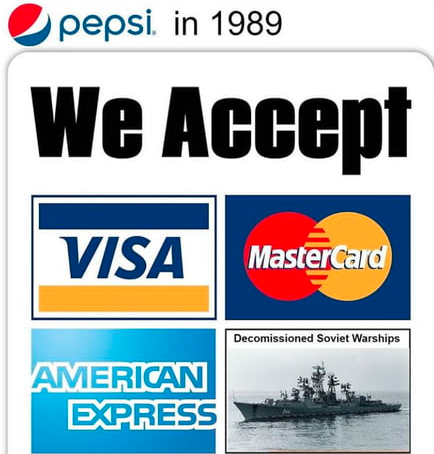 pepsi. in 1989
We Accept
VISA
MasterCard
Decomissioned Soviet Warships
AMERICAN
EXPRESS